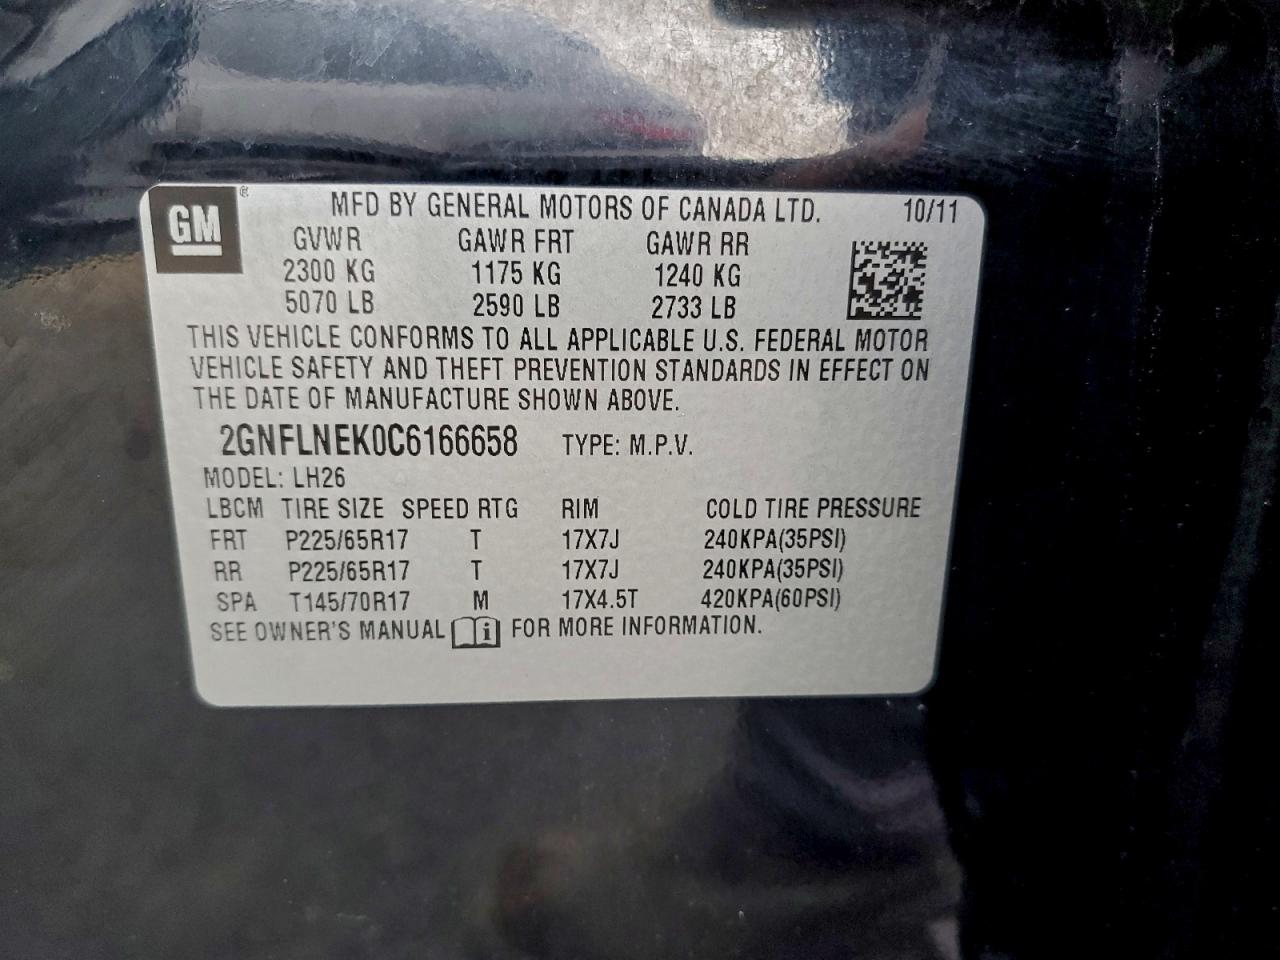 GM ®
MFD BY GENERAL MOTORS OF CANADA LTD. 10/11
GVWR GAWR FRT GAWR RR
2300 KG 1175 KG 1240 KG
5070 LB 2590 LB 2733 LB
THIS VEHICLE CONFORMS TO ALL APPLICABLE U.S. FEDERAL MOTOR
VEHICLE SAFETY AND THEFT PREVENTION STANDARDS IN EFFECT ON
THE DATE OF MANUFACTURE SHOWN ABOVE.
2GNFLNEK0C6166658 TYPE: M.P.V.
MODEL: LH26
LBCM TIRE SIZE SPEED RTG RIM COLD TIRE PRESSURE
FRT P225/65R17 T 17X7J 240KPA(35PSI)
RR P225/65R17 T 17X7J 240KPA(35PSI)
SPA T145/70R17 M 17X4.5T 420KPA(60PSI)
SEE OWNER'S MANUAL i FOR MORE INFORMATION.